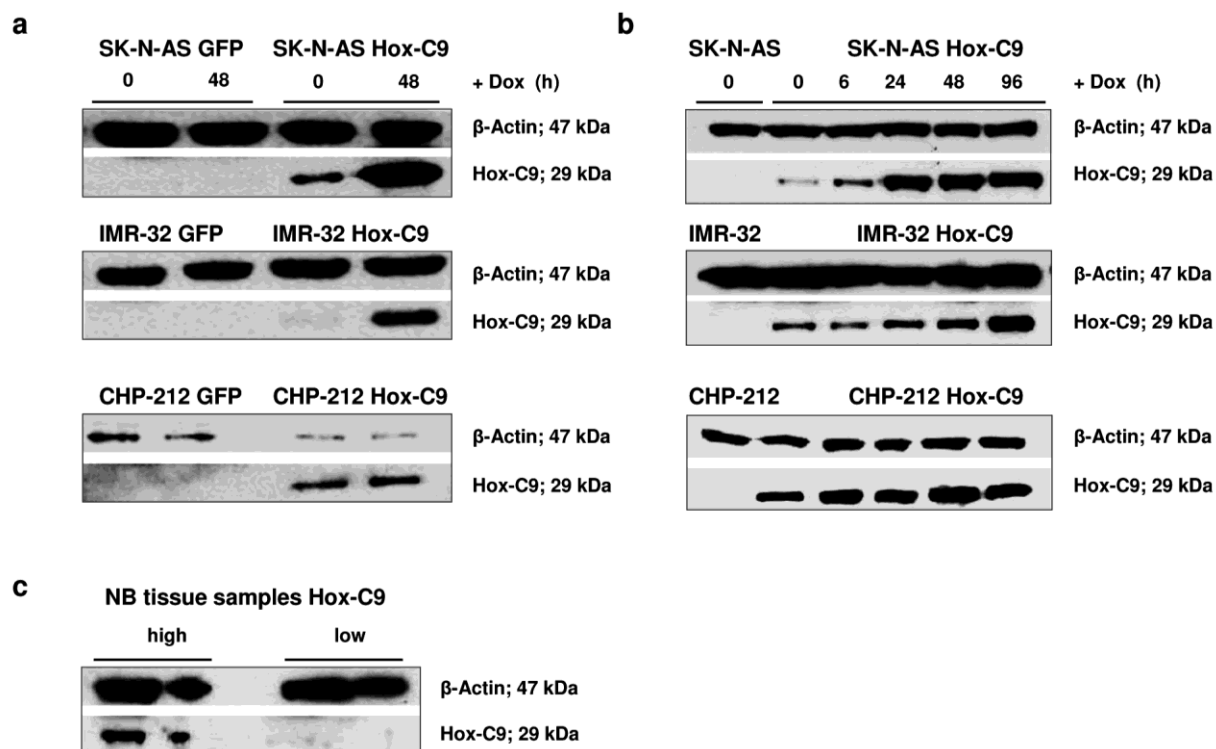 a
SK-N-AS GFP SK-N-AS Hox-C9
0 48 0 48 + Dox (h)
β-Actin; 47 kDa
Hox-C9; 29 kDa
IMR-32 GFP IMR-32 Hox-C9
β-Actin; 47 kDa
Hox-C9; 29 kDa
CHP-212 GFP CHP-212 Hox-C9
β-Actin; 47 kDa
Hox-C9; 29 kDa
b
SK-N-AS SK-N-AS Hox-C9
0 0 6 24 48 96 + Dox (h)
β-Actin; 47 kDa
Hox-C9; 29 kDa
IMR-32 IMR-32 Hox-C9
β-Actin; 47 kDa
Hox-C9; 29 kDa
CHP-212 CHP-212 Hox-C9
β-Actin; 47 kDa
Hox-C9; 29 kDa
c
NB tissue samples Hox-C9
high low
β-Actin; 47 kDa
Hox-C9; 29 kDa